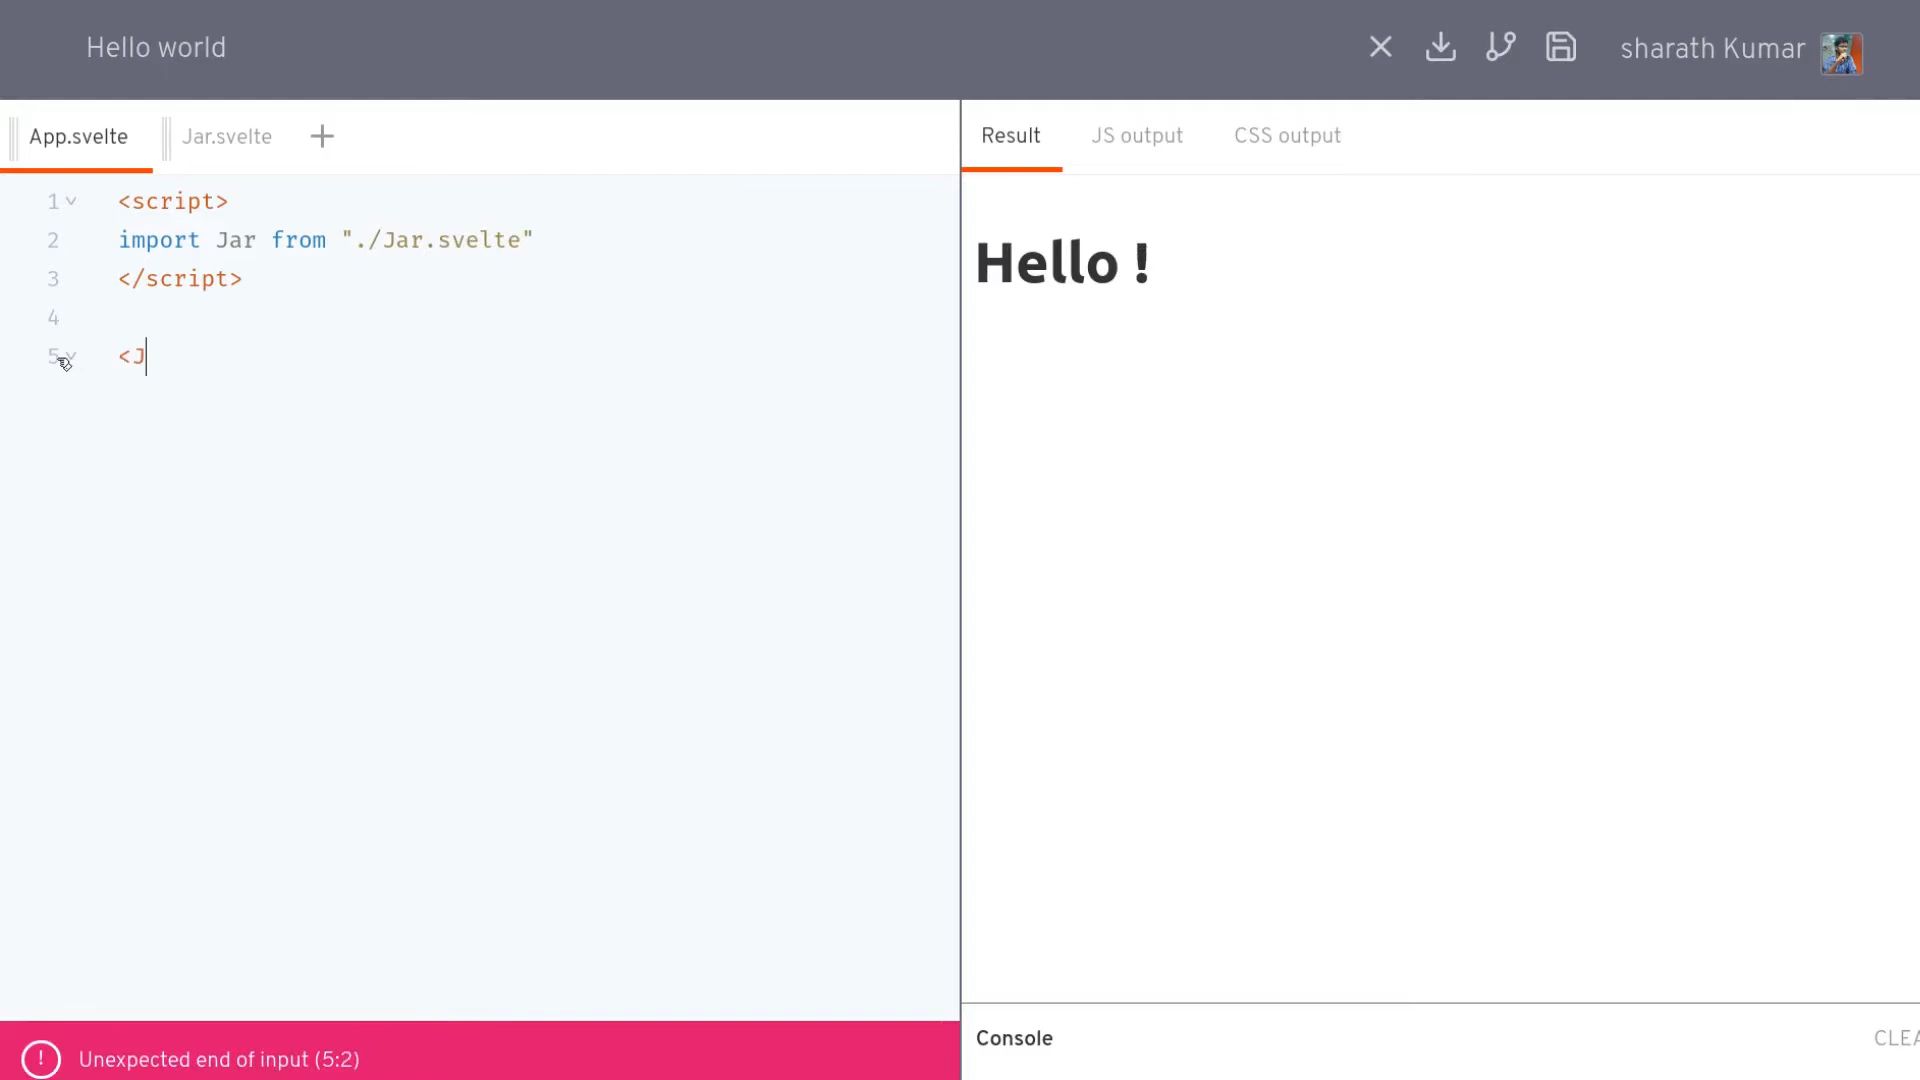 Hello world
sharath Kumar
App.svelte
Jar.svelte
Result
JS output
CSS output
1 <script>
2 import Jar from "./Jar.svelte"
3 </script>
4
5 <J
Hello !
Console
CLEA
Unexpected end of input (5:2)